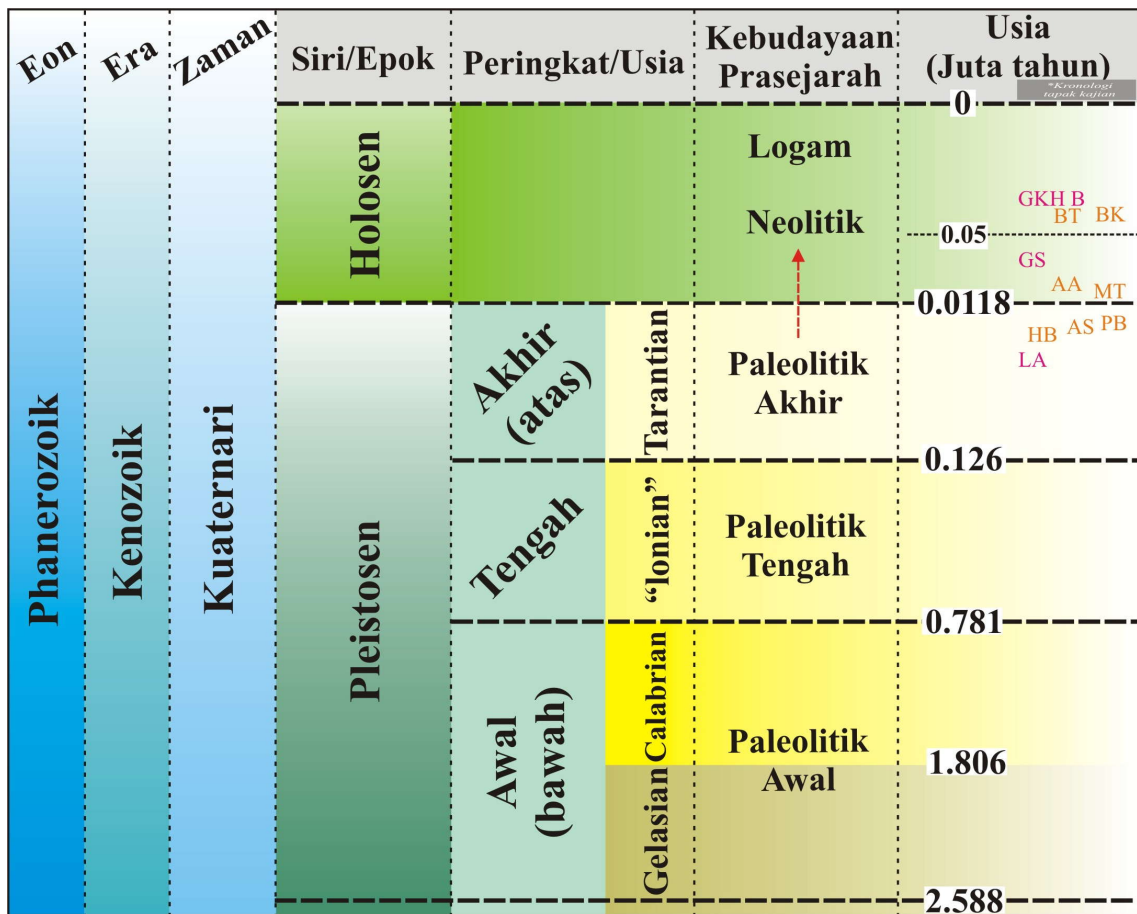 Eon
Era
Zaman
Siri/Epok
Peringkat/Usia
Kebudayaan
Prasejarah
Usia
(Juta tahun)
*Kronologi
tapak kajian
Phanerozoik
Kenozoik
Kuaternari
Holosen
Pleistosen
Akhir
(atas)
Tengah
Awal
(bawah)
Tarantian
“Ionian”
Calabrian
Gelasian
Logam
Neolitik
Paleolitik
Akhir
Paleolitik
Tengah
Paleolitik
Awal
0
GKH B
BT BK
0.05
GS
AA MT
0.0118
HB AS PB
LA
0.126
0.781
1.806
2.588